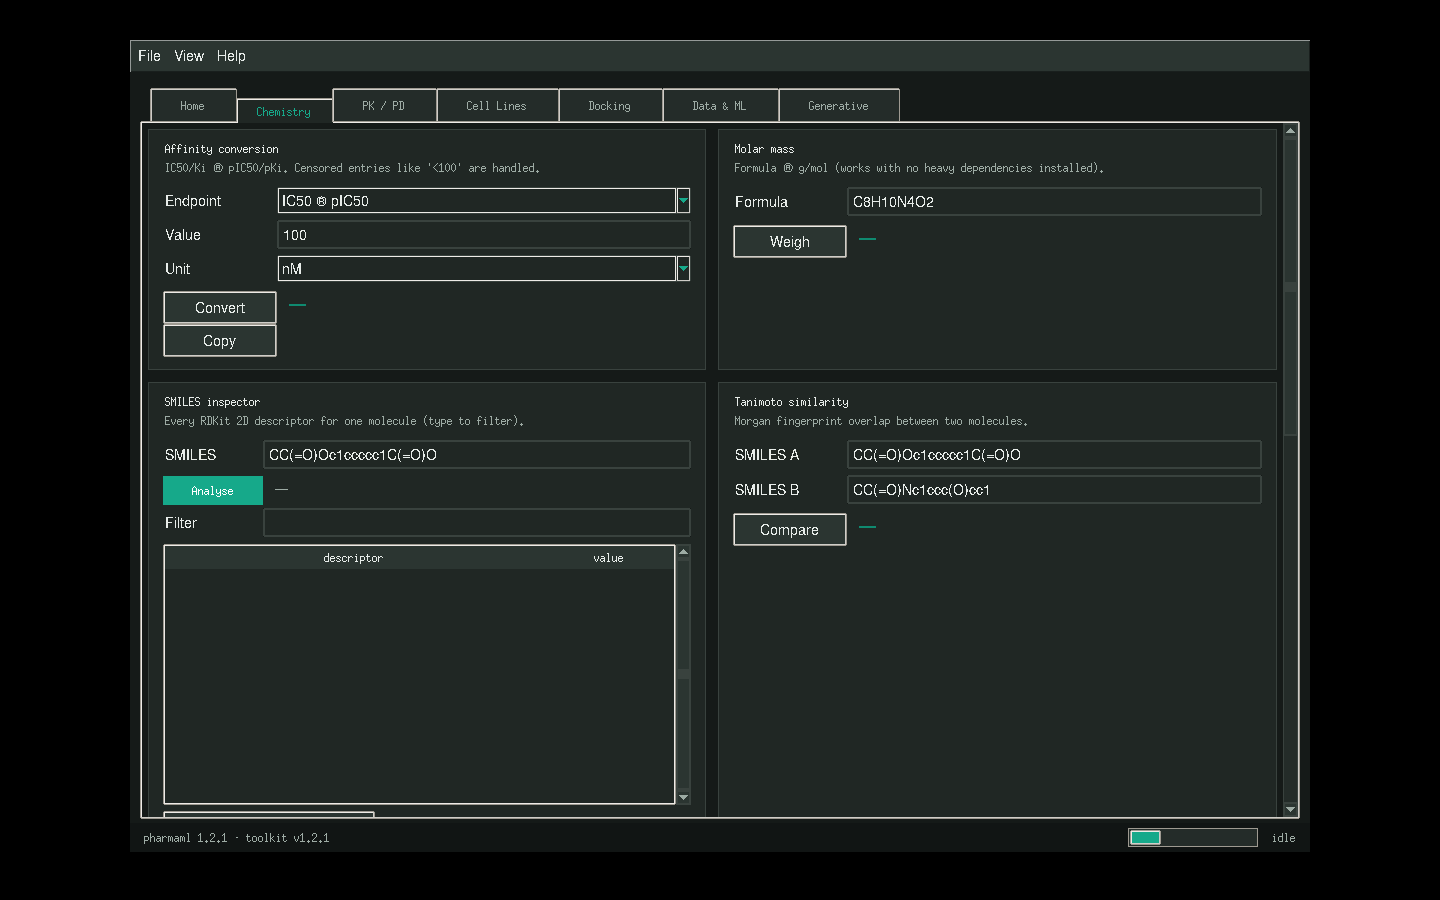 File View Help
Home Chemistry PK / PD Cell Lines Docking Data & ML Generative
Affinity conversion
IC50/Ki ® pIC50/pKi. Censored entries like '<100' are handled.
Endpoint IC50 ® pIC50
Value 100
Unit nM
Convert —
Copy
Molar mass
Formula ® g/mol (works with no heavy dependencies installed).
Formula C8H10N4O2
Weigh —
SMILES inspector
Every RDKit 2D descriptor for one molecule (type to filter).
SMILES CC(=O)Oc1ccccc1C(=O)O
Analyse —
Filter
descriptor value
Tanimoto similarity
Morgan fingerprint overlap between two molecules.
SMILES A CC(=O)Oc1ccccc1C(=O)O
SMILES B CC(=O)Nc1ccc(O)cc1
Compare —
pharmaml 1.2.1 · toolkit v1.2.1 idle